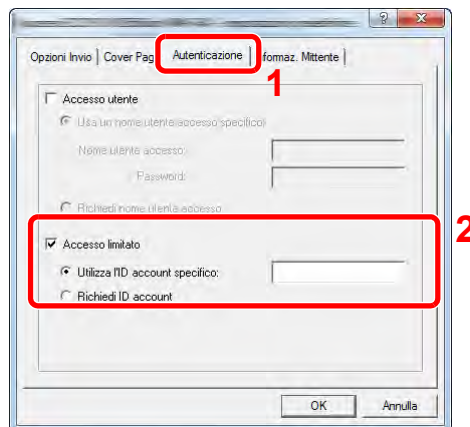 Opzioni Invio
Cover Pag
Autenticazione
formaz. Mittente
1
Accesso utente
Usa un nome utente accesso specifico:
Nome utente accesso:
Password:
Richiedi nome utente accesso
2
Accesso limitato
Utilizza l'ID account specifico:
Richiedi ID account
OK
Annulla